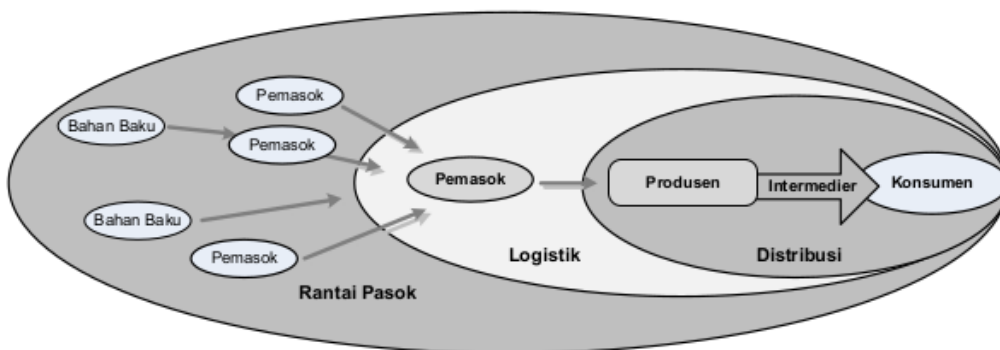 Pemasok
Bahan Baku
Pemasok
Pemasok
Produsen
Intermedier
Konsumen
Bahan Baku
Pemasok
Logistik
Distribusi
Rantai Pasok